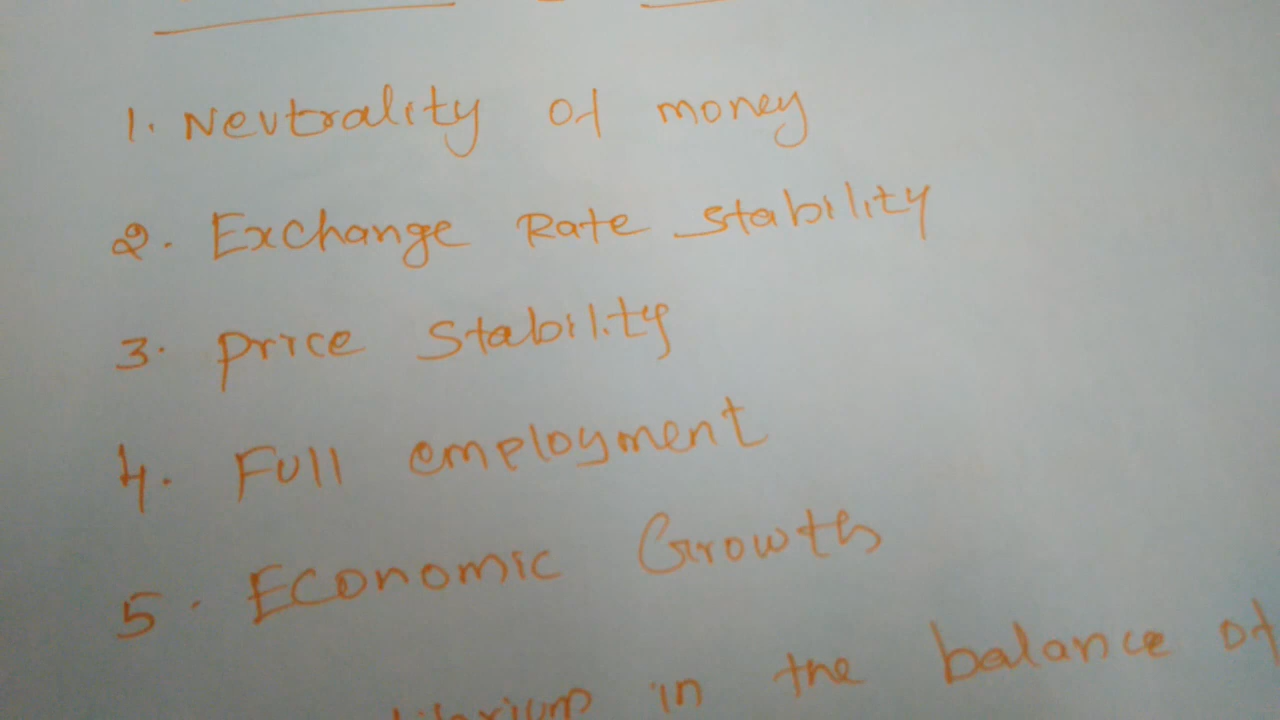 1. Neutrality of money
2. Exchange Rate stability
3. price stability
4. Full employment
5. Economic Growth
in the balance of